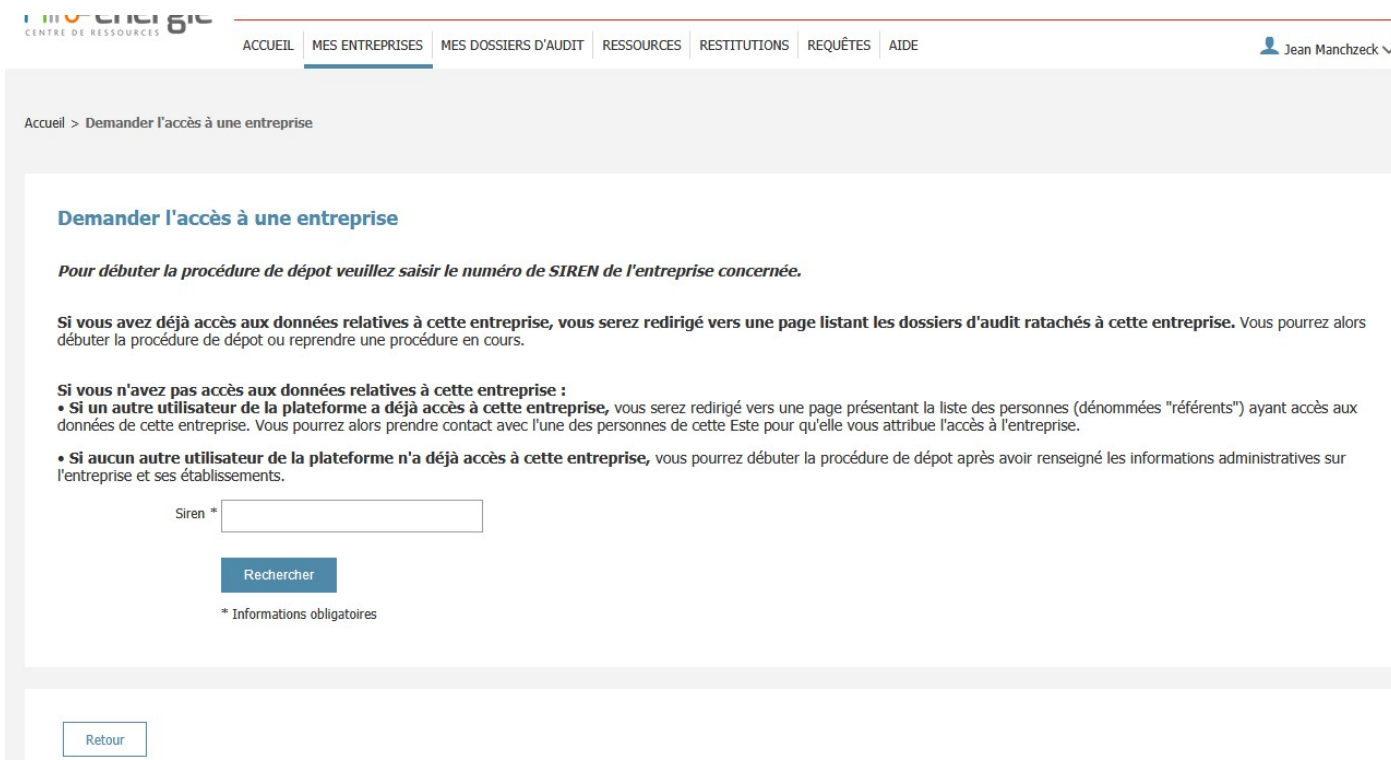 CENTRE DE RESSOURCES
ACCUEIL MES ENTREPRISES MES DOSSIERS D'AUDIT RESSOURCES RESTITUTIONS REQUÊTES AIDE
Jean Manchzeck
Accueil > Demander l'accès à une entreprise
Demander l'accès à une entreprise
Pour débuter la procédure de dépot veuillez saisir le numéro de SIREN de l'entreprise concernée.
Si vous avez déjà accès aux données relatives à cette entreprise, vous serez redirigé vers une page listant les dossiers d'audit ratachés à cette entreprise. Vous pourrez alors
débuter la procédure de dépot ou reprendre une procédure en cours.
Si vous n'avez pas accès aux données relatives à cette entreprise :
• Si un autre utilisateur de la plateforme a déjà accès à cette entreprise, vous serez redirigé vers une page présentant la liste des personnes (dénommées "référents") ayant accès aux
données de cette entreprise. Vous pourrez alors prendre contact avec l'une des personnes de cette Este pour qu'elle vous attribue l'accès à l'entreprise.
• Si aucun autre utilisateur de la plateforme n'a déjà accès à cette entreprise, vous pourrez débuter la procédure de dépot après avoir renseigné les informations administratives sur
l'entreprise et ses établissements.
Siren *
Rechercher
* Informations obligatoires
Retour